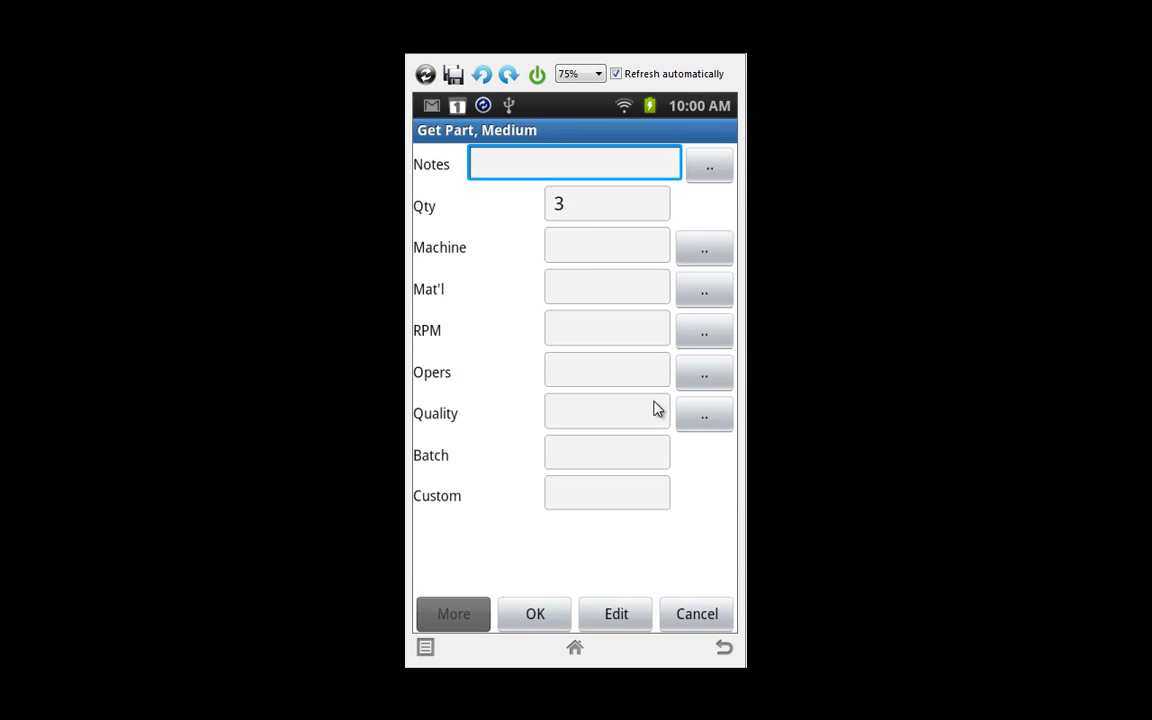 75% Refresh automatically
1 10:00 AM
Get Part, Medium
Notes ..
Qty 3
Machine ..
Mat'l ..
RPM ..
Opers ..
Quality ..
Batch
Custom
More OK Edit Cancel